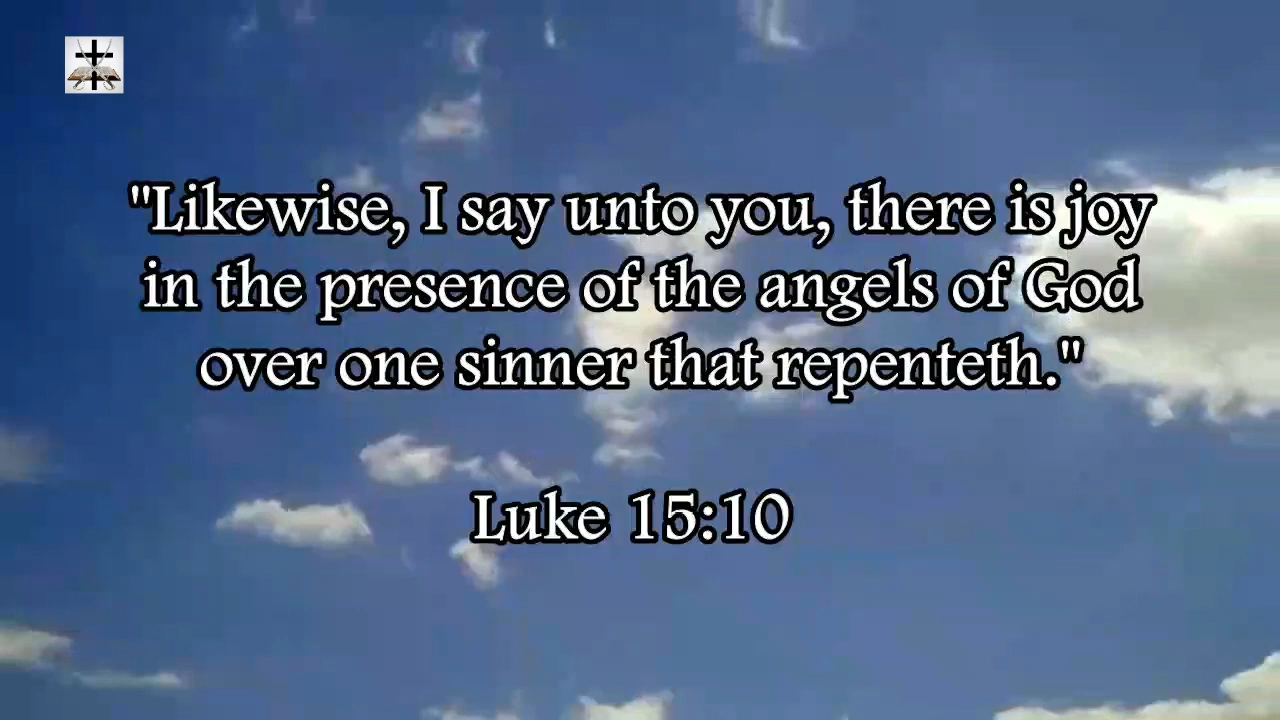 "Likewise, I say unto you, there is joy
in the presence of the angels of God
over one sinner that repenteth."
Luke 15:10